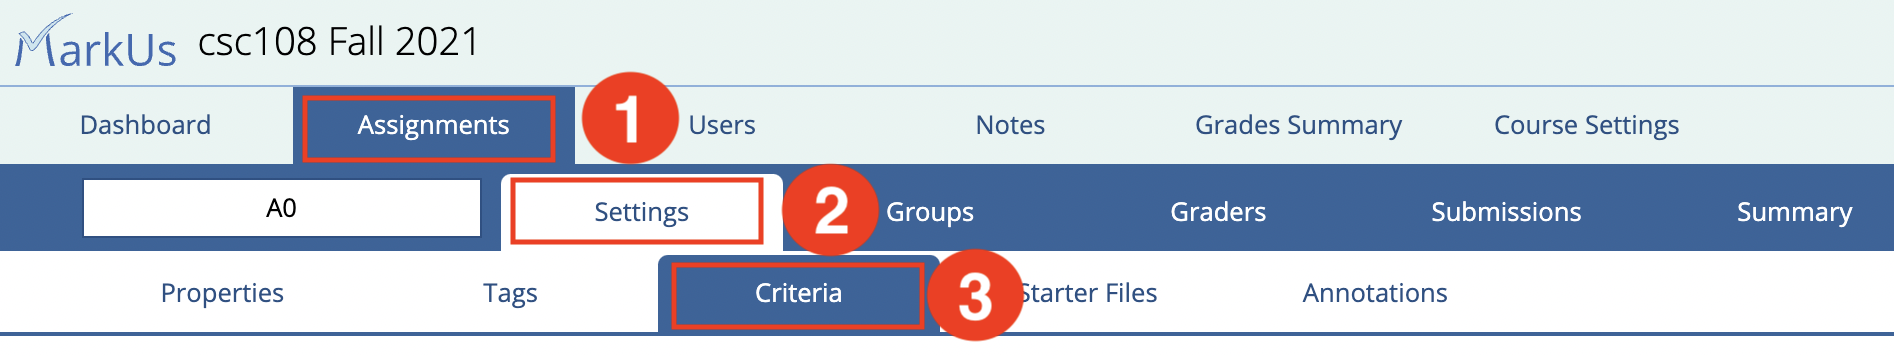 MarkUs csc108 Fall 2021
Dashboard Assignments 1 Users Notes Grades Summary Course Settings
A0 Settings 2 Groups Graders Submissions Summary
Properties Tags Criteria 3 Starter Files Annotations